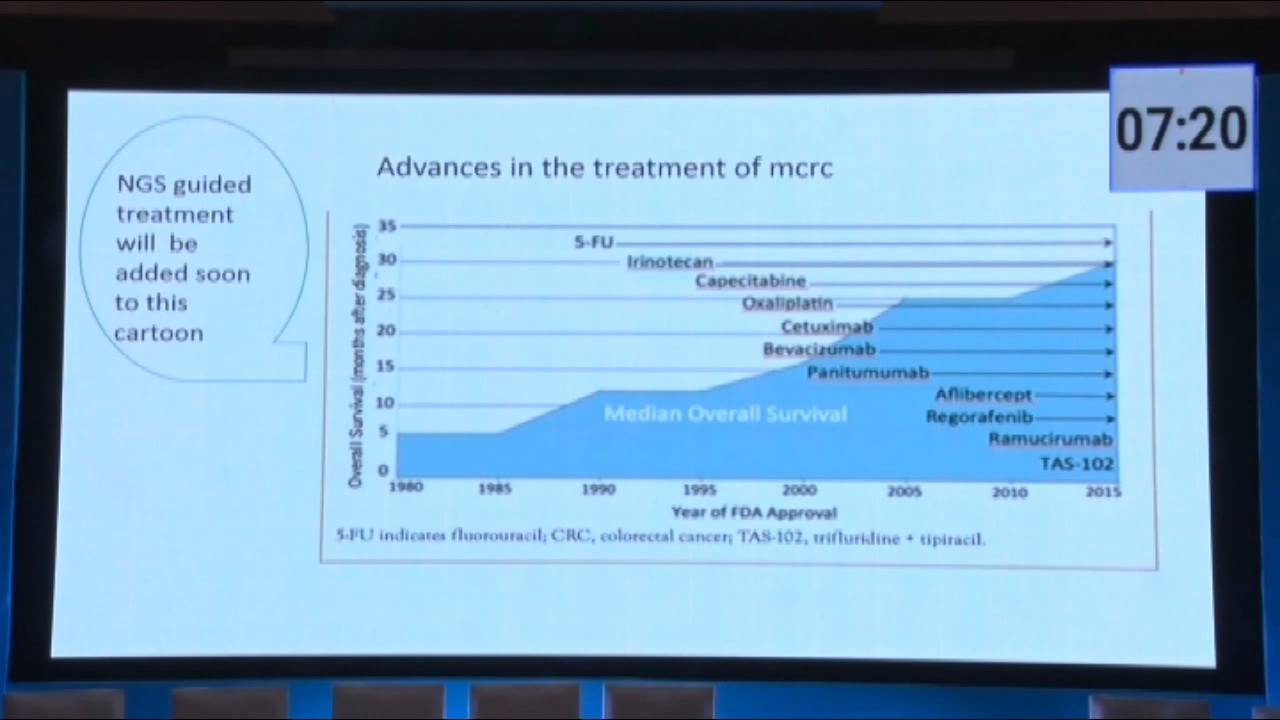 07:20
Advances in the treatment of mcrc
NGS guided
treatment
will be
added soon
to this
cartoon
Overall Survival (months after diagnosis)
35
30
25
20
15
10
5
0
5-FU
Irinotecan
Capecitabine
Oxaliplatin
Cetuximab
Bevacizumab
Panitumumab
Aflibercept
Regorafenib
Ramucirumab
TAS-102
Median Overall Survival
1980 1985 1990 1995 2000 2005 2010 2015
Year of FDA Approval
5-FU indicates fluorouracil; CRC, colorectal cancer; TAS-102, trifluridine + tipiracil.